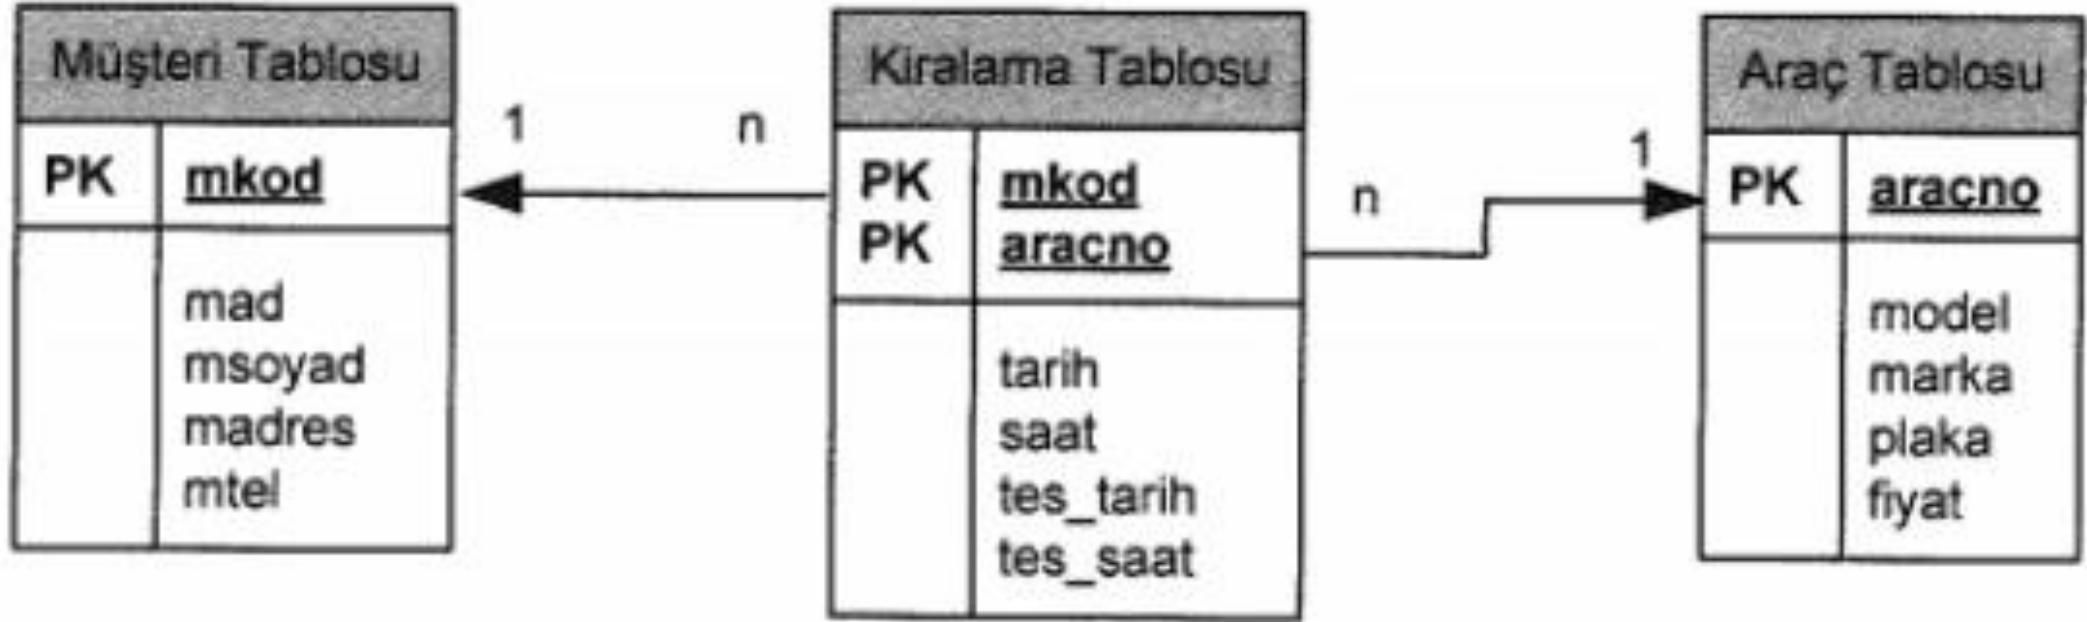 Müşteri Tablosu
PK mkod
mad
msoyad
madres
mtel
1 n
Kiralama Tablosu
PK mkod
PK aracno
tarih
saat
tes_tarih
tes_saat
n 1
Araç Tablosu
PK aracno
model
marka
plaka
fiyat